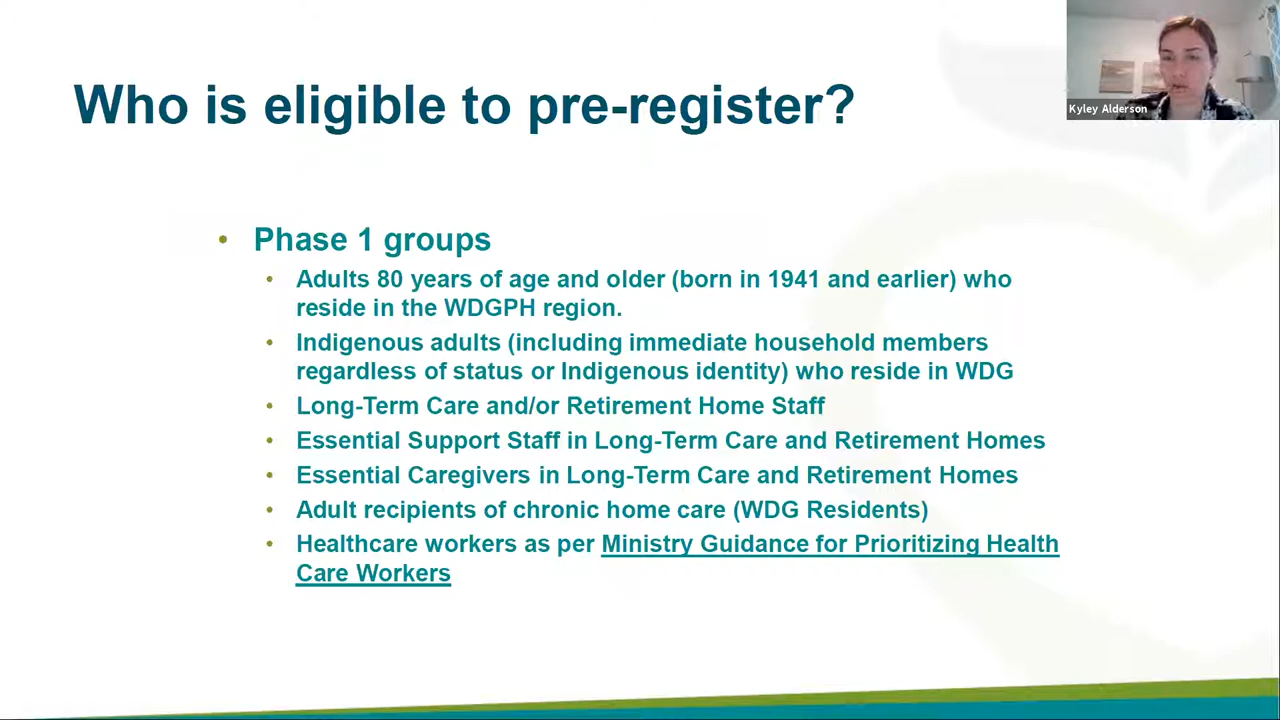 Who is eligible to pre-register?
Kyley Alderson
• Phase 1 groups
• Adults 80 years of age and older (born in 1941 and earlier) who
reside in the WDGPH region.
• Indigenous adults (including immediate household members
regardless of status or Indigenous identity) who reside in WDG
• Long-Term Care and/or Retirement Home Staff
• Essential Support Staff in Long-Term Care and Retirement Homes
• Essential Caregivers in Long-Term Care and Retirement Homes
• Adult recipients of chronic home care (WDG Residents)
• Healthcare workers as per Ministry Guidance for Prioritizing Health
Care Workers